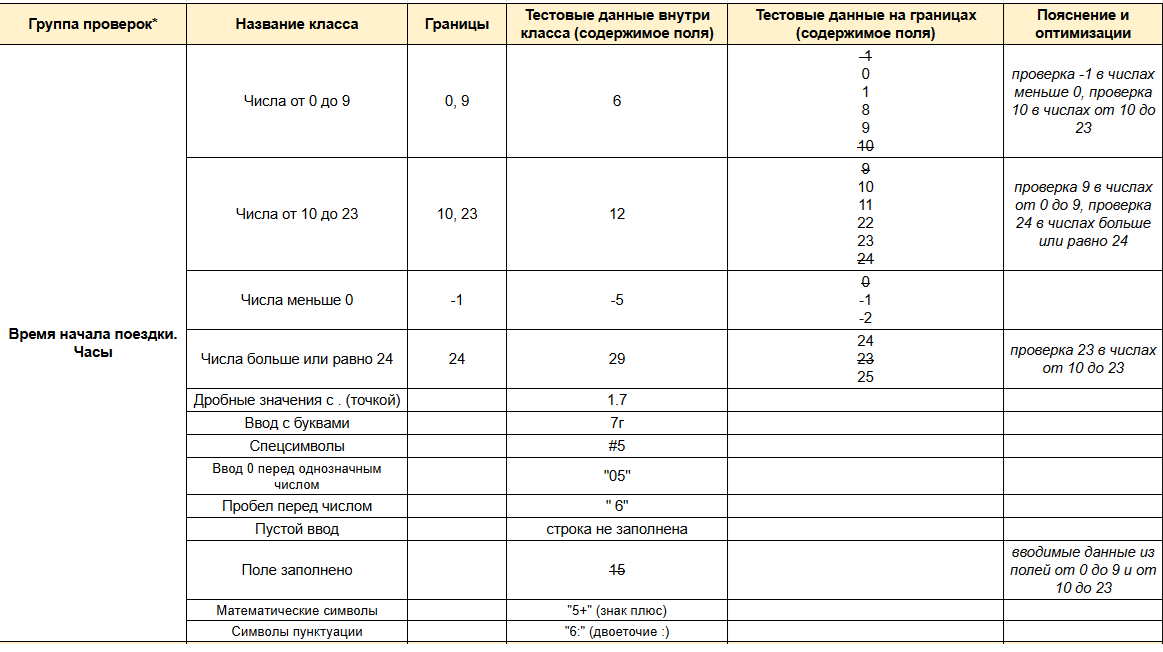 Группа проверок*
Название класса
Границы
Тестовые данные внутри
класса (содержимое поля)
Тестовые данные на границах
(содержимое поля)
Пояснение и
оптимизации
Время начала поездки.
Часы
Числа от 0 до 9
0, 9
6
-1
0
1
8
9
10
проверка -1 в числах
меньше 0, проверка
10 в числах от 10 до
23
Числа от 10 до 23
10, 23
12
9
10
11
22
23
24
проверка 9 в числах
от 0 до 9, проверка
24 в числах больше
или равно 24
Числа меньше 0
-1
-5
0
-1
-2
Числа больше или равно 24
24
29
24
23
25
проверка 23 в числах
от 10 до 23
Дробные значения с . (точкой)
1.7
Ввод с буквами
7г
Спецсимволы
#5
Ввод 0 перед однозначным
числом
"05"
Пробел перед числом
" 6"
Пустой ввод
строка не заполнена
Поле заполнено
15
вводимые данные из
полей от 0 до 9 и от
10 до 23
Математические символы
"5+" (знак плюс)
Символы пунктуации
"6:" (двоеточие :)